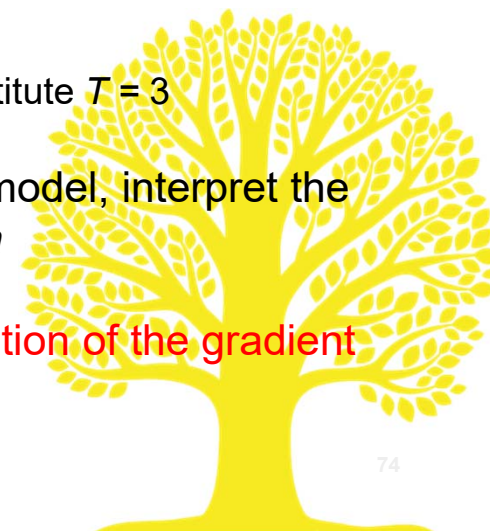 titute T = 3
model, interpret the
tion of the gradient
74